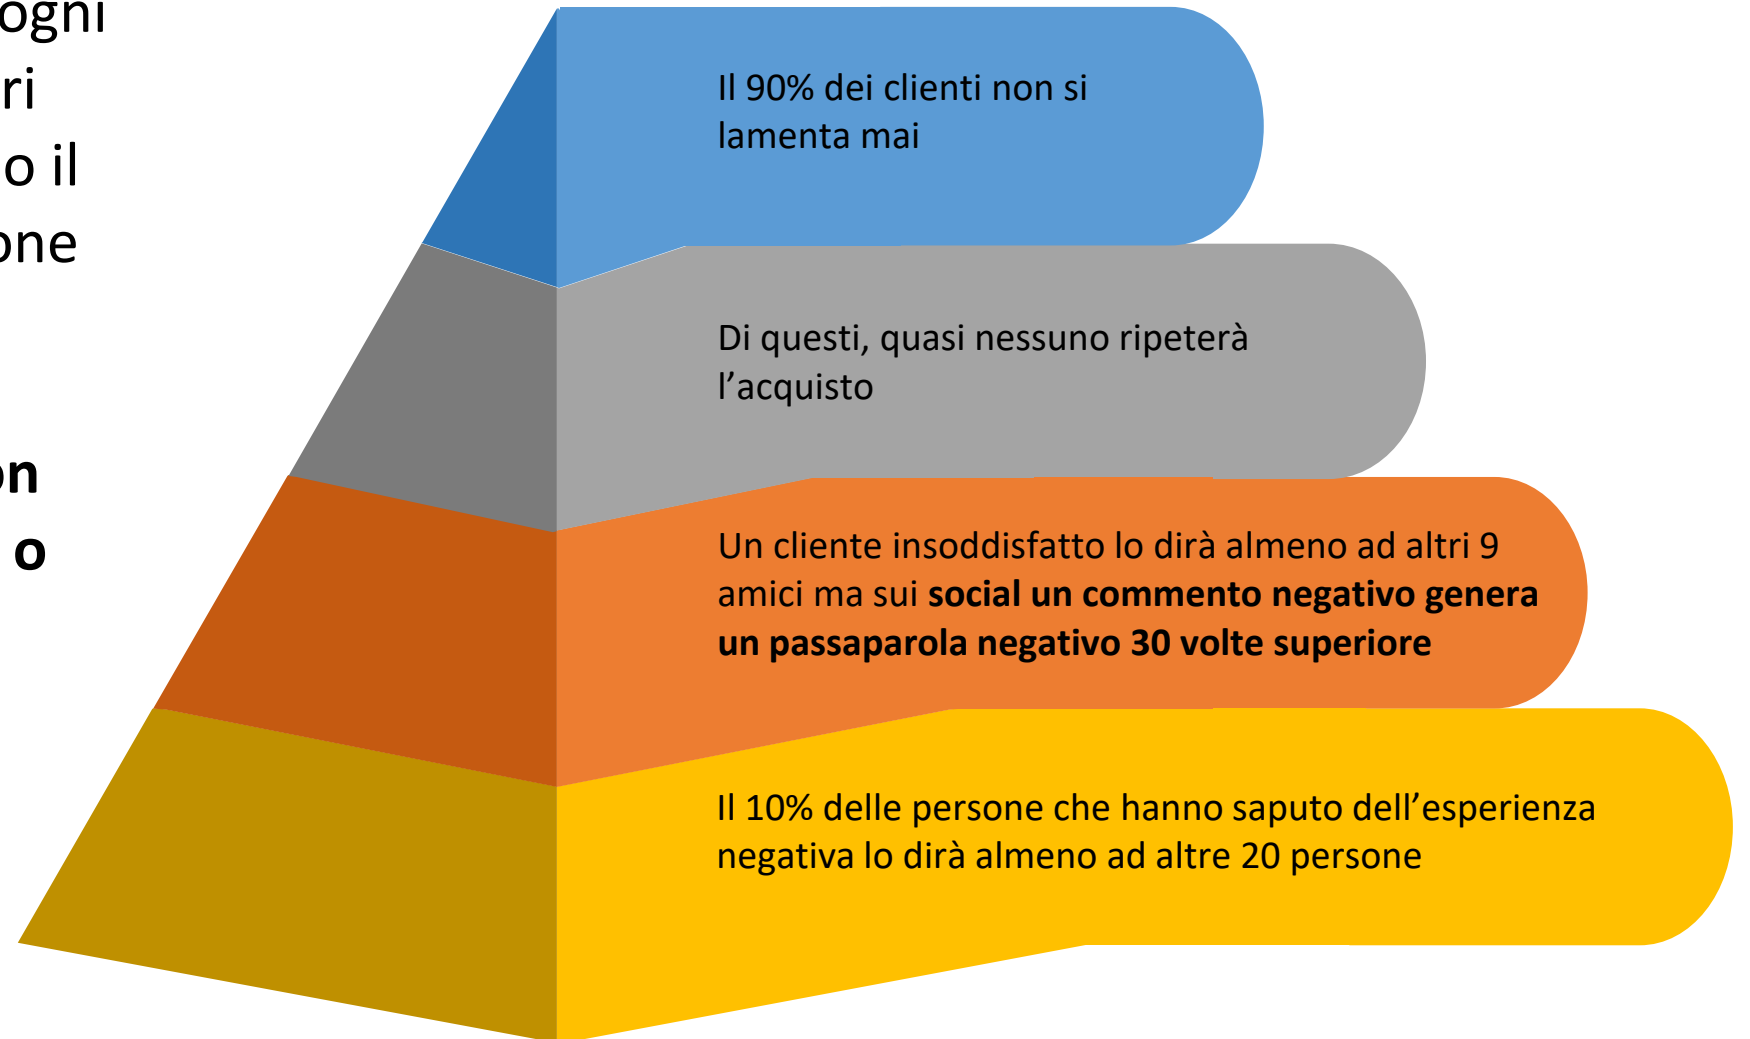 ogni
ri
o il
one
on
o
Il 90% dei clienti non si
lamenta mai
Di questi, quasi nessuno ripeterà
l’acquisto
Un cliente insoddisfatto lo dirà almeno ad altri 9
amici ma sui social un commento negativo genera
un passaparola negativo 30 volte superiore
Il 10% delle persone che hanno saputo dell’esperienza
negativa lo dirà almeno ad altre 20 persone